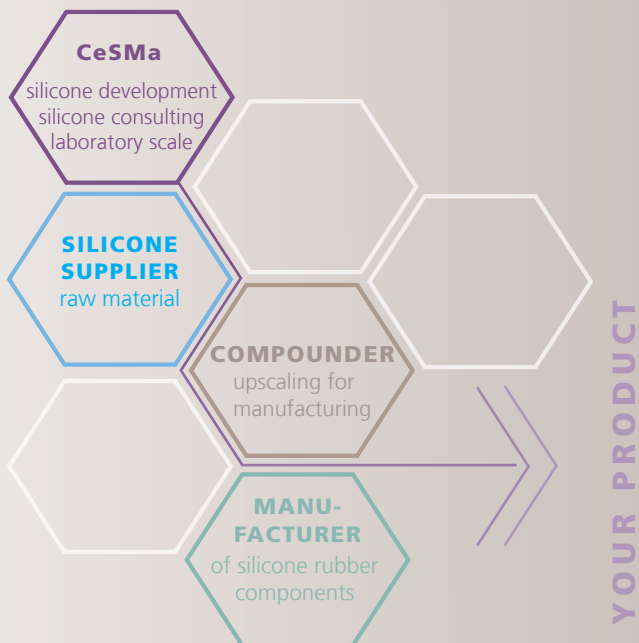 CeSMa
silicone development
silicone consulting
laboratory scale
SILICONE
SUPPLIER
raw material
COMPOUNDER
upscaling for
manufacturing
MANU-
FACTURER
of silicone rubber
components
YOUR PRODUCT